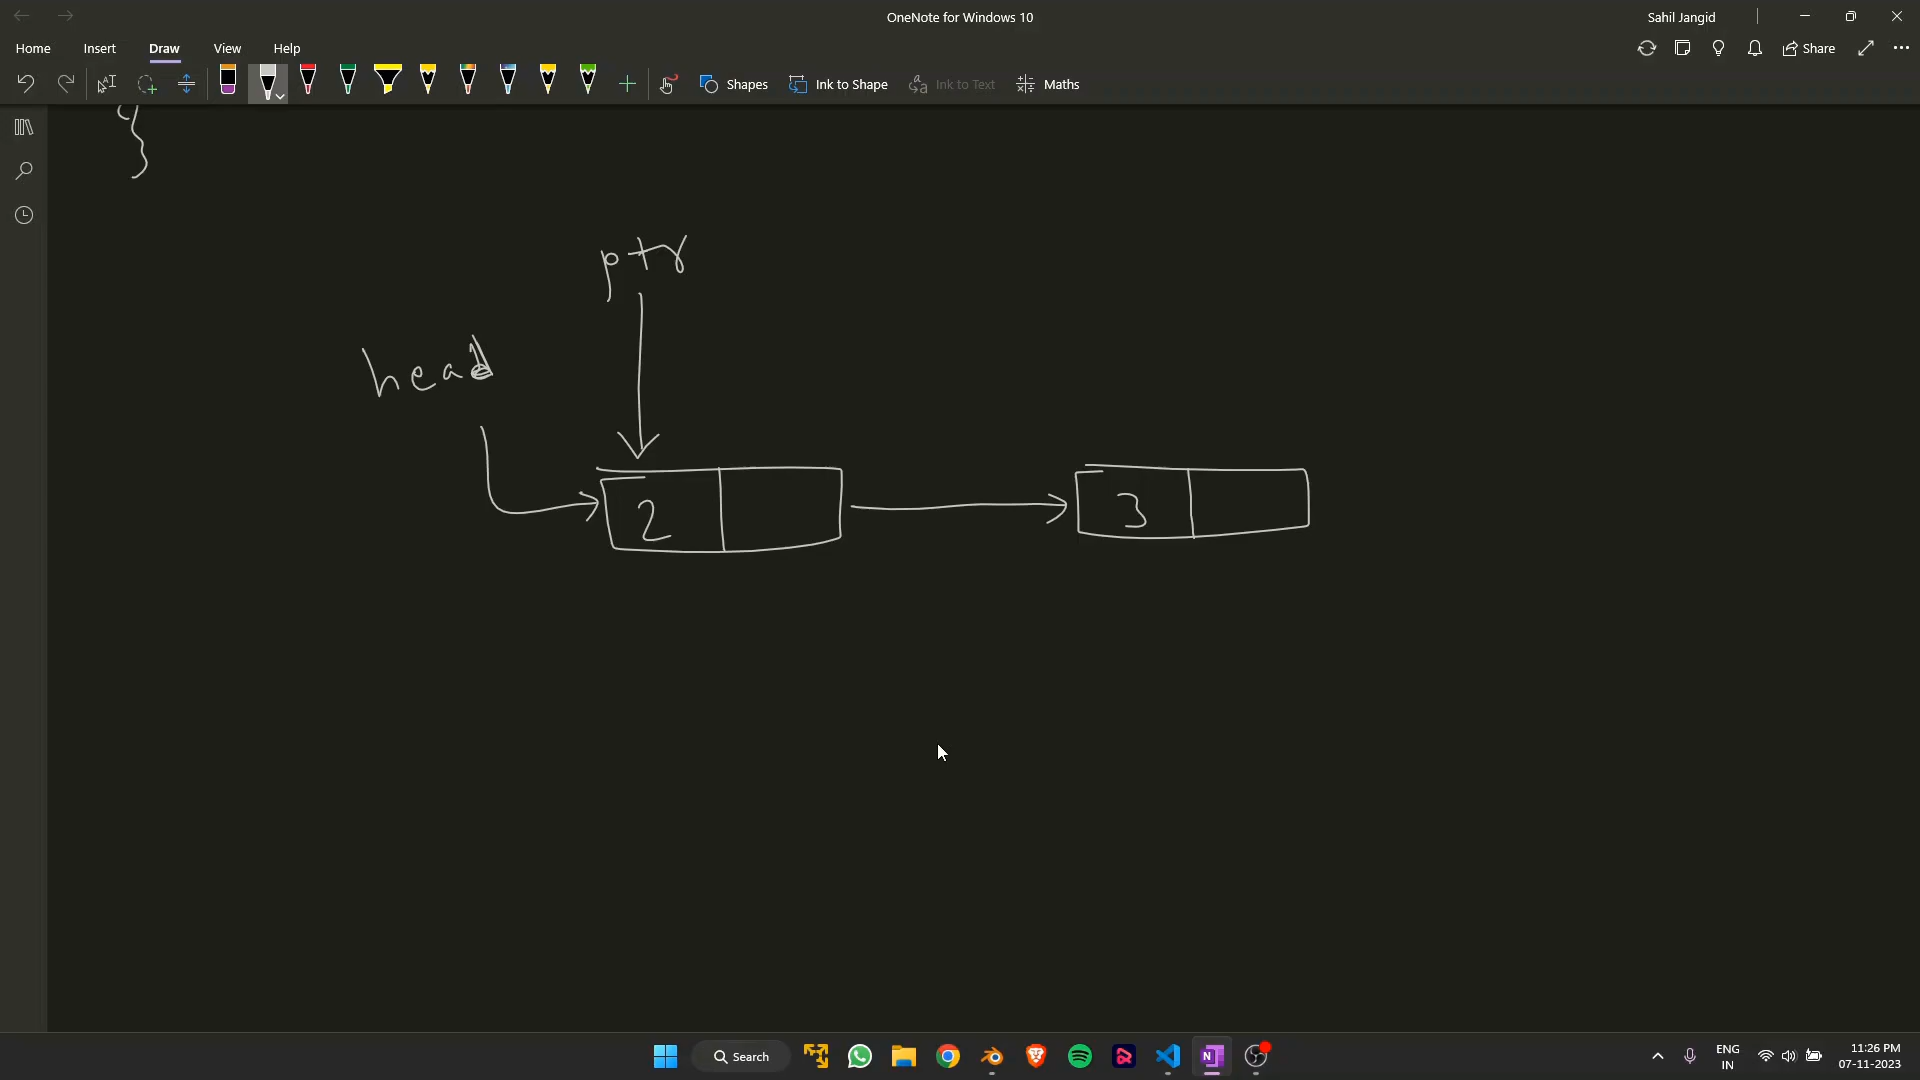 OneNote for Windows 10
Sahil Jangid
Home Insert Draw View Help
Share
Shapes Ink to Shape Ink to Text Maths
}
ptr
head
2
3
Search
ENG
IN
11:26 PM
07-11-2023